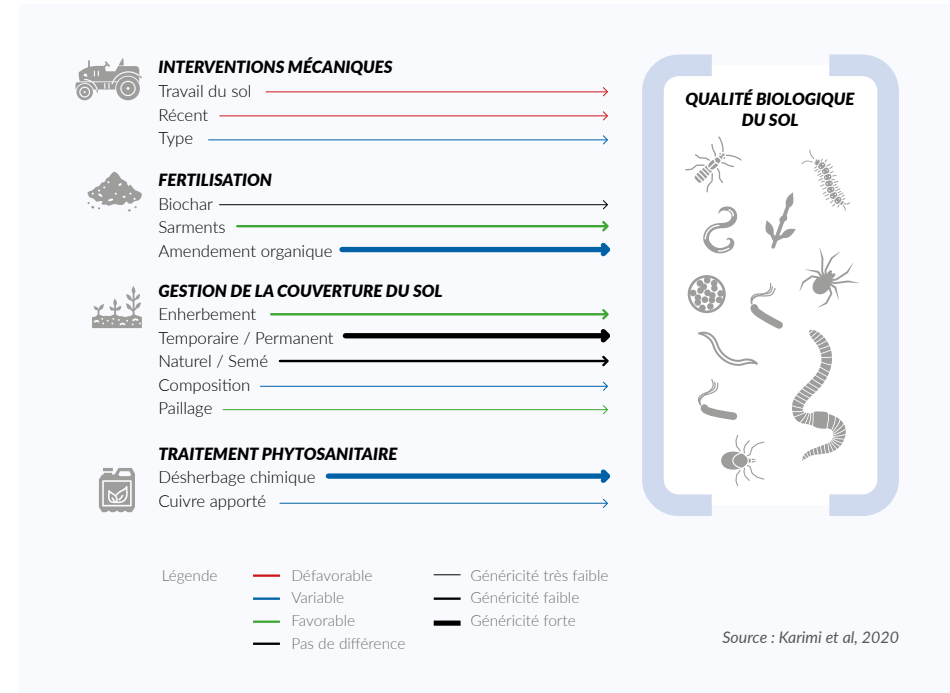 INTERVENTIONS MÉCANIQUES
Travail du sol
Récent
Type
FERTILISATION
Biochar
Sarments
Amendement organique
GESTION DE LA COUVERTURE DU SOL
Enherbement
Temporaire / Permanent
Naturel / Semé
Composition
Paillage
TRAITEMENT PHYTOSANITAIRE
Désherbage chimique
Cuivre apporté
QUALITÉ BIOLOGIQUE
DU SOL
Légende
Défavorable
Variable
Favorable
Pas de différence
Généricité très faible
Généricité faible
Généricité forte
Source : Karimi et al, 2020